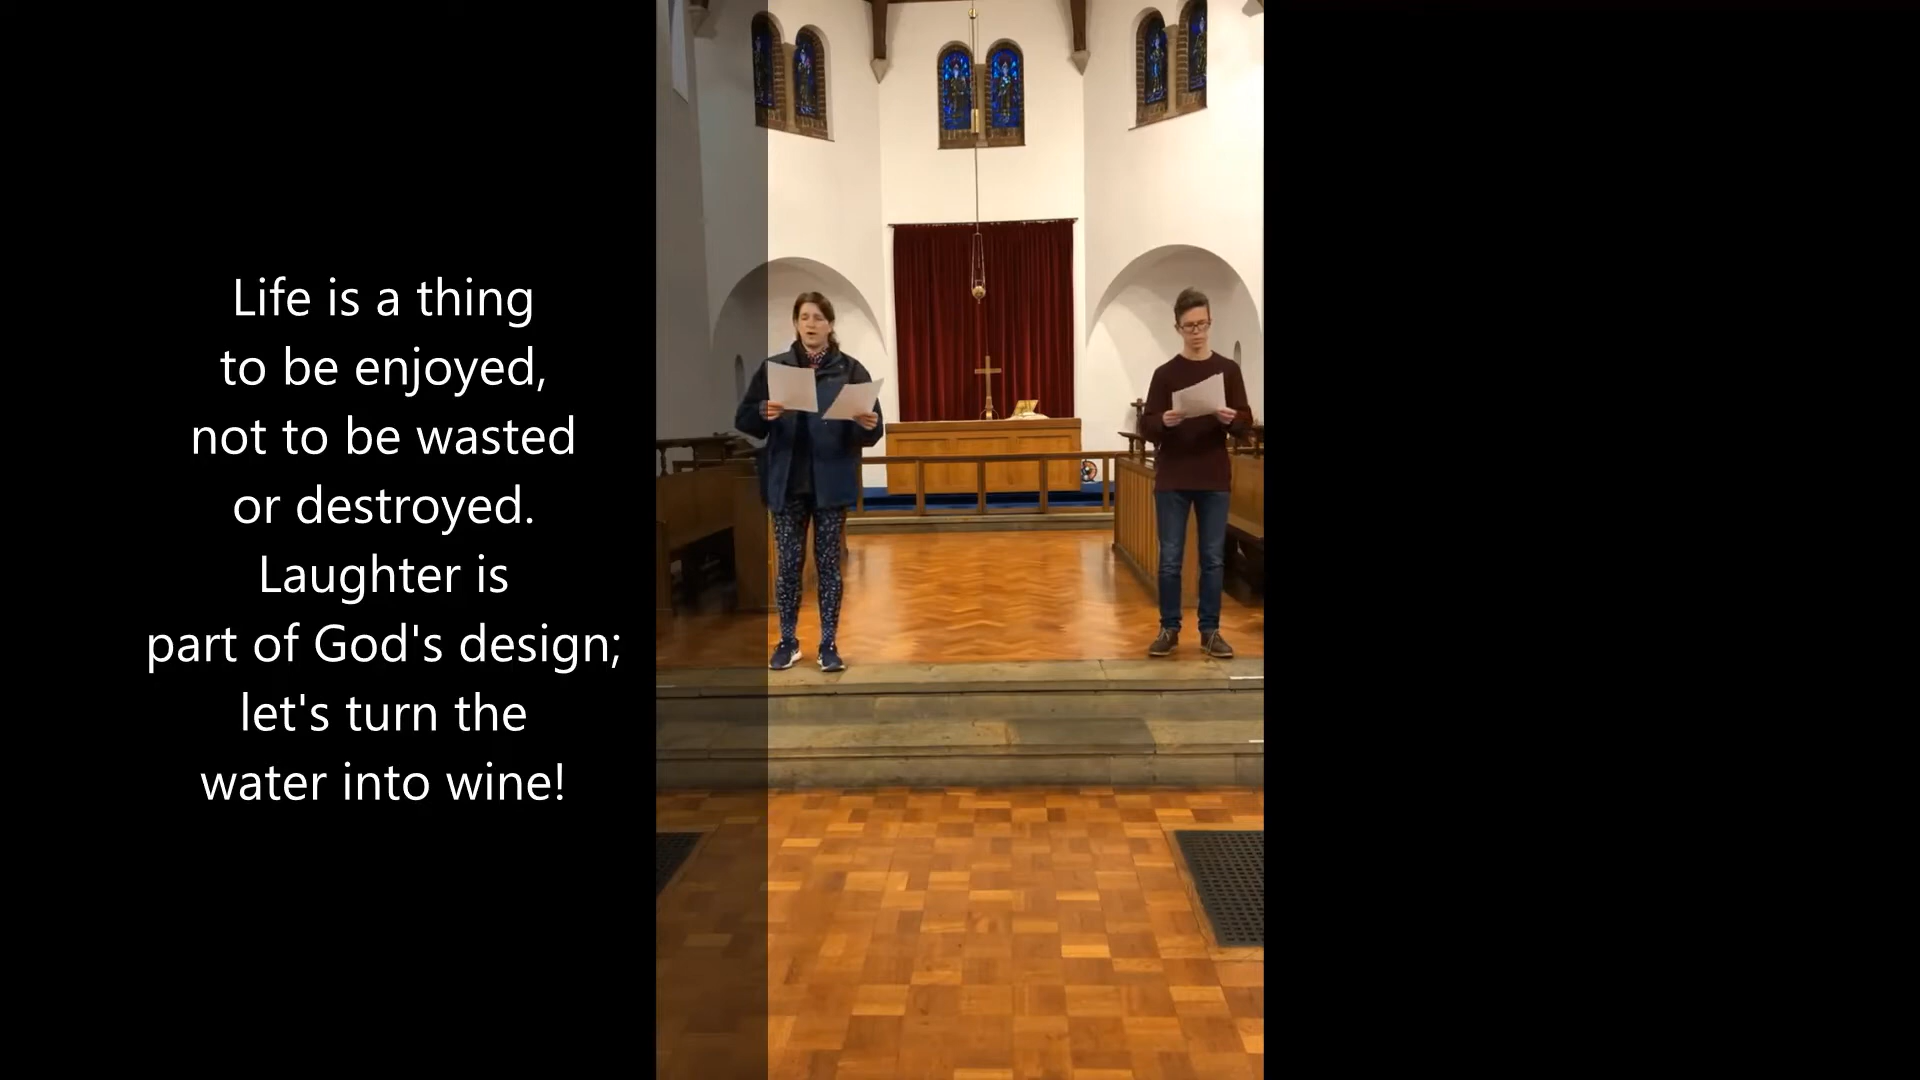 Life is a thing
to be enjoyed,
not to be wasted
or destroyed.
Laughter is
part of God's design;
let's turn the
water into wine!